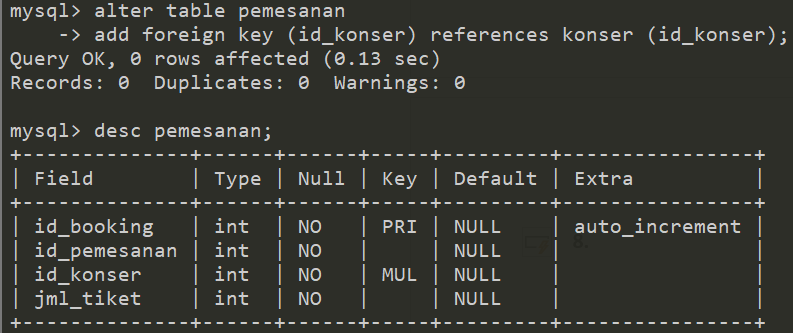 mysql> alter table pemesanan
    -> add foreign key (id_konser) references konser (id_konser);
Query OK, 0 rows affected (0.13 sec)
Records: 0  Duplicates: 0  Warnings: 0

mysql> desc pemesanan;
+--------------+------+------+-----+---------+----------------+
| Field        | Type | Null | Key | Default | Extra          |
+--------------+------+------+-----+---------+----------------+
| id_booking   | int  | NO   | PRI | NULL    | auto_increment |
| id_pemesanan | int  | NO   |     | NULL    |                |
| id_konser    | int  | NO   | MUL | NULL    |                |
| jml_tiket    | int  | NO   |     | NULL    |                |
+--------------+------+------+-----+---------+----------------+